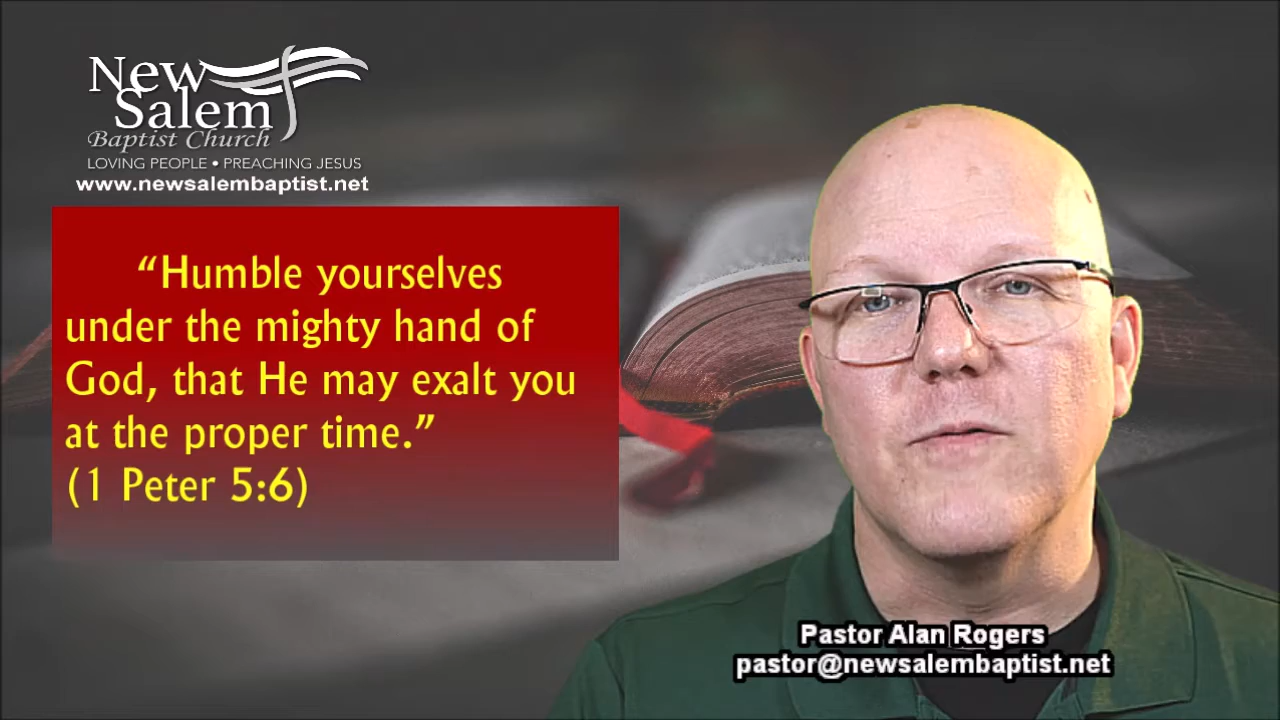 New
Salem
Baptist Church
LOVING PEOPLE • PREACHING JESUS
www.newsalembaptist.net
“Humble yourselves
under the mighty hand of
God, that He may exalt you
at the proper time.”
(1 Peter 5:6)
Pastor Alan Rogers
pastor@newsalembaptist.net